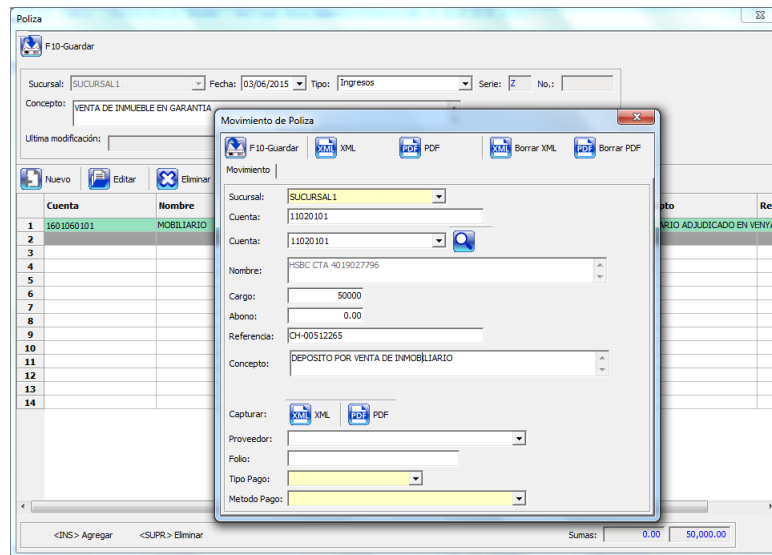 Poliza
F10-Guardar
Sucursal: SUCURSAL1 Fecha: 03/06/2015 Tipo: Ingresos Serie: Z No.:
Concepto: VENTA DE INMUEBLE EN GARANTIA
Ultima modificación:
Nuevo Editar Eliminar
Cuenta Nombre pto Re
1 1601060101 MOBILIARIO RIO ADJUDICADO EN VENYA
2
3
4
5
6
7
8
9
10
11
12
13
14
<INS> Agregar <SUPR> Eliminar Sumas: 0.00 50,000.00
Movimiento de Poliza
F10-Guardar XML XML PDF PDF XML Borrar XML PDF Borrar PDF
Movimiento
Sucursal: SUCURSAL1
Cuenta: 11020101
Cuenta: 11020101
Nombre: HSBC CTA 4019027796
Cargo: 50000
Abono: 0.00
Referencia: CH-00512265
Concepto: DEPOSITO POR VENTA DE INMOBILIARIO
Capturar: XML XML PDF PDF
Proveedor:
Folio:
Tipo Pago:
Metodo Pago: